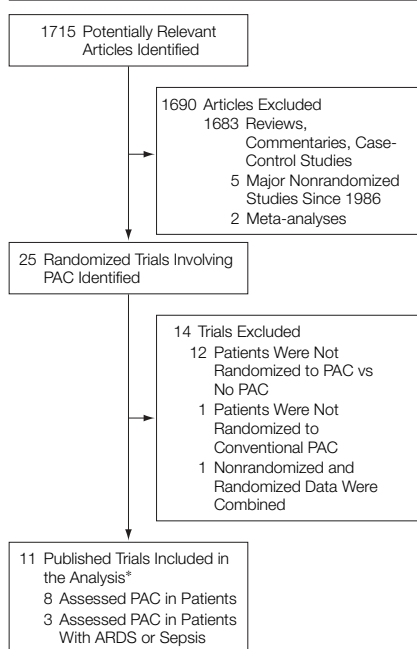 1715 Potentially Relevant
Articles Identified
1690 Articles Excluded
1683 Reviews,
Commentaries, Case-
Control Studies
5 Major Nonrandomized
Studies Since 1986
2 Meta-analyses
25 Randomized Trials Involving
PAC Identified
14 Trials Excluded
12 Patients Were Not
Randomized to PAC vs
No PAC
1 Patients Were Not
Randomized to
Conventional PAC
1 Nonrandomized and
Randomized Data Were
Combined
11 Published Trials Included in
the Analysis*
8 Assessed PAC in Patients
3 Assessed PAC in Patients
With ARDS or Sepsis